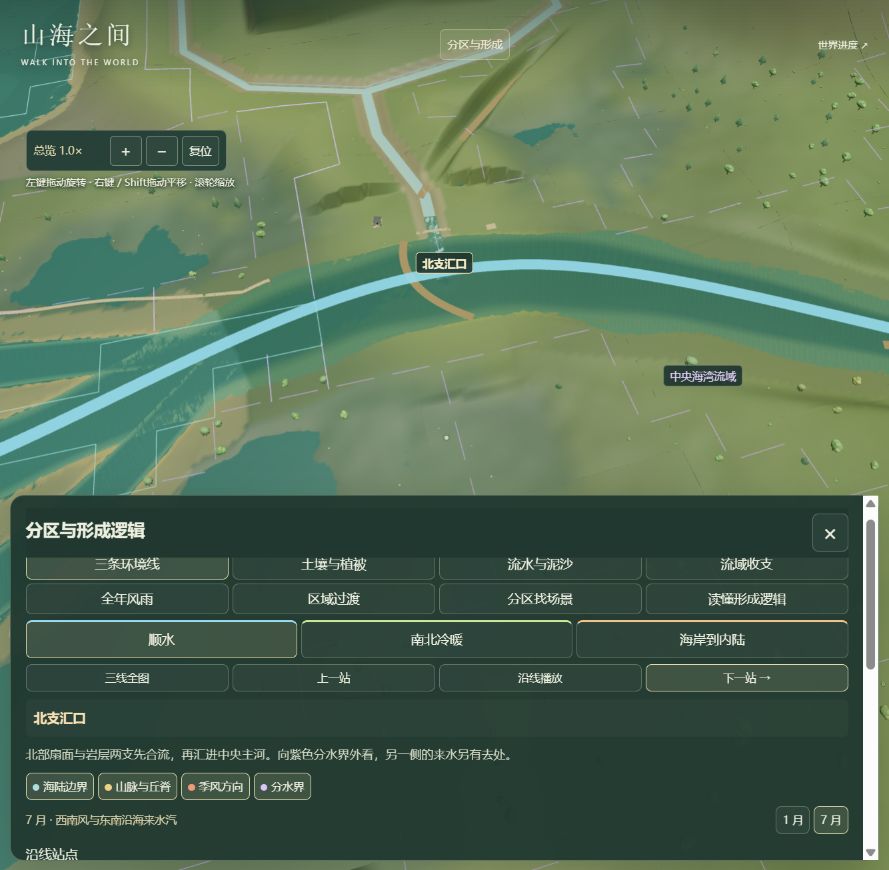 山海之间
WALK INTO THE WORLD
分区与形成
世界进度 ↗
总览 1.0×
+
−
复位
左键拖动旋转 · 右键 / Shift拖动平移 · 滚轮缩放
北支汇口
中央海湾流域
分区与形成逻辑
×
三条环境线
土壤与植被
流水与泥沙
流域收支
全年风雨
区域过渡
分区找场景
读懂形成逻辑
顺水
南北冷暖
海岸到内陆
三线全图
上一站
沿线播放
下一站 →
北支汇口
北部扇面与岩层两支先合流，再汇进中央主河。向紫色分水界外看，另一侧的来水另有去处。
海陆边界
山脉与丘脊
季风方向
分水界
7 月 · 西南风与东南沿海来水汽
1 月
7 月
沿线站点